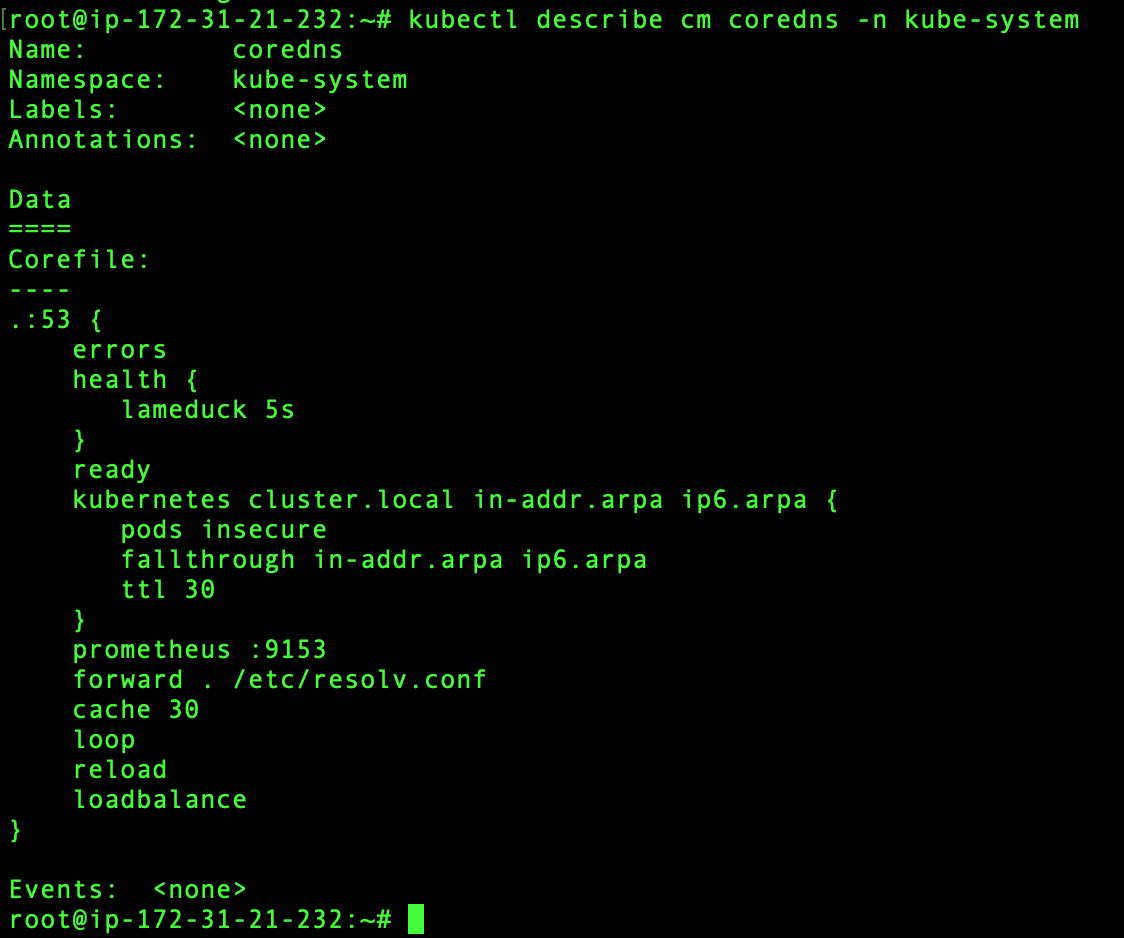 [root@ip-172-31-21-232:~# kubectl describe cm coredns -n kube-system
Name:         coredns
Namespace:    kube-system
Labels:       <none>
Annotations:  <none>

Data
====
Corefile:
----
.:53 {
    errors
    health {
       lameduck 5s
    }
    ready
    kubernetes cluster.local in-addr.arpa ip6.arpa {
       pods insecure
       fallthrough in-addr.arpa ip6.arpa
       ttl 30
    }
    prometheus :9153
    forward . /etc/resolv.conf
    cache 30
    loop
    reload
    loadbalance
}

Events:  <none>
root@ip-172-31-21-232:~#